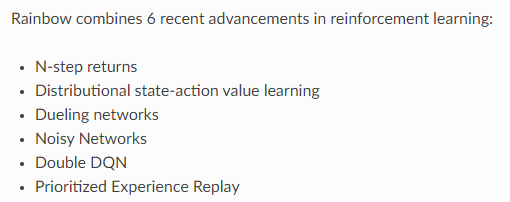 Rainbow combines 6 recent advancements in reinforcement learning:
• N-step returns
• Distributional state-action value learning
• Dueling networks
• Noisy Networks
• Double DQN
• Prioritized Experience Replay